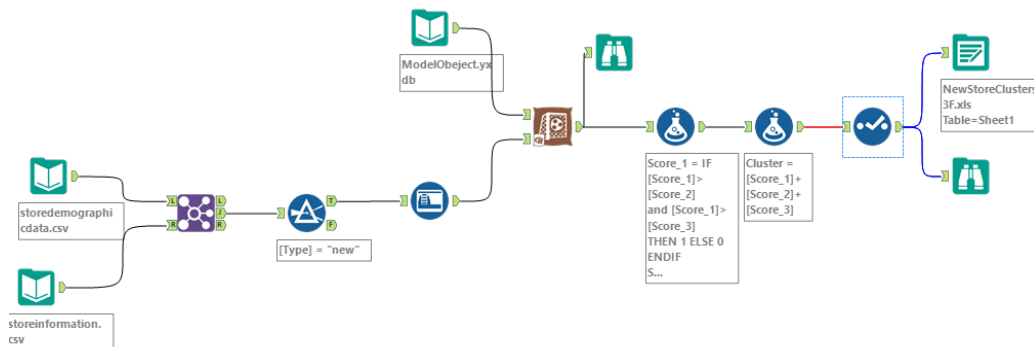 ModelObeject.yx
db
NewStoreClusters
3F.xls
Table=Sheet1
Score_1 = IF
[Score_1]>
[Score_2]
and [Score_1]>
[Score_3]
THEN 1 ELSE 0
ENDIF
S...
Cluster =
[Score_1]+
[Score_2]+
[Score_3]
storedemographi
cdata.csv
L
R
L
J
R
T
F
[Type] = "new"
R
storeinformation.
csv